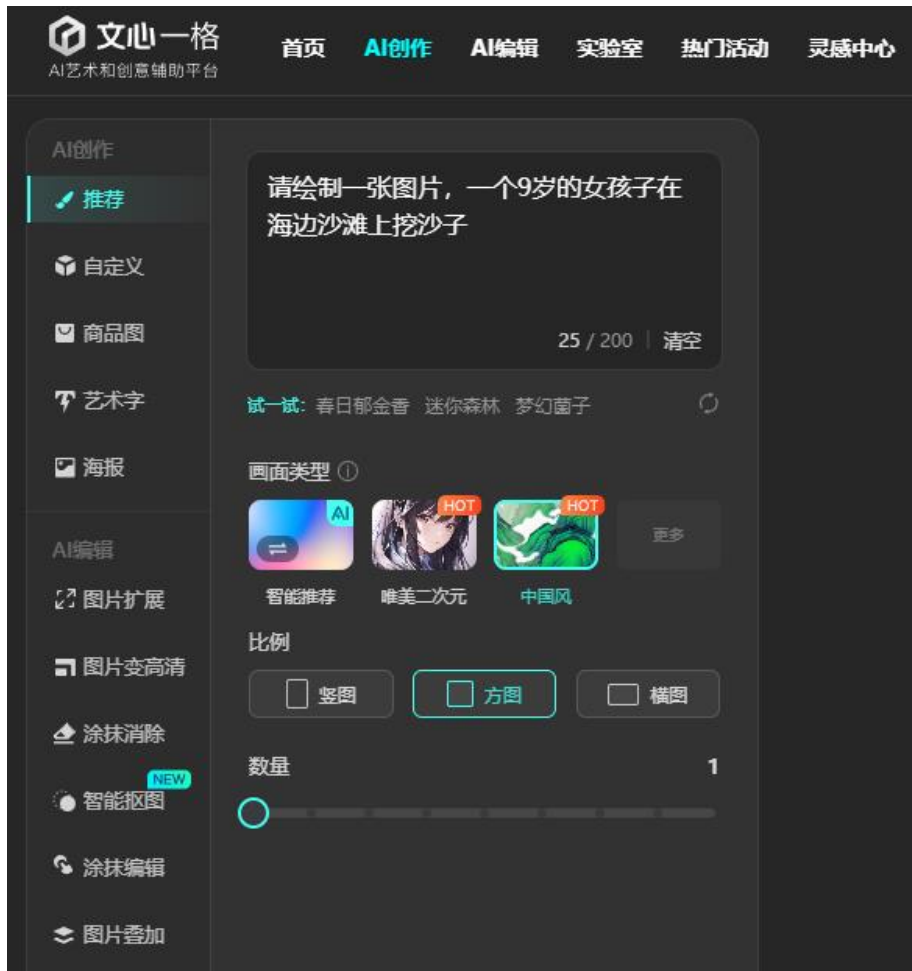 文心一格
AI艺术和创意辅助平台
首页 AI创作 AI编辑 实验室 热门活动 灵感中心
AI创作
推荐
自定义
商品图
艺术字
海报
AI编辑
图片扩展
图片变高清
涂抹消除
智能抠图 NEW
涂抹编辑
图片叠加
请绘制一张图片，一个9岁的女孩子在
海边沙滩上挖沙子
25 / 200 清空
试一试: 春日郁金香 迷你森林 梦幻菌子
画面类型
AI HOT HOT 更多
智能推荐 唯美二次元 中国风
比例
竖图 方图 横图
数量 1